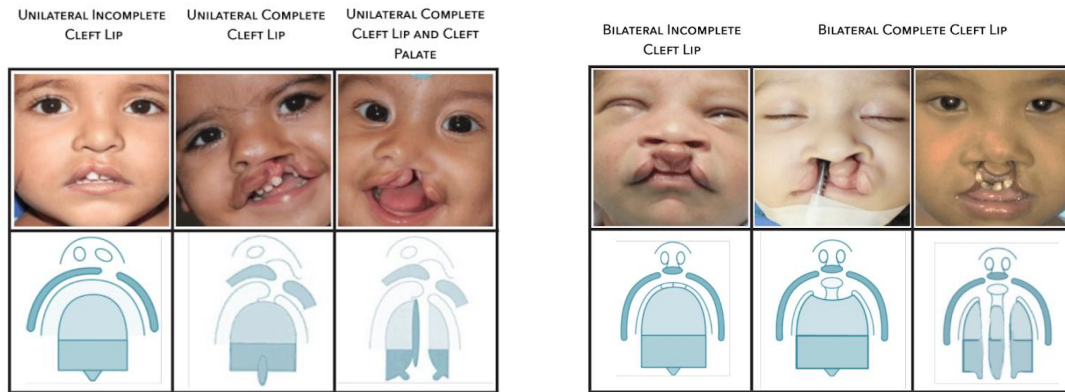 UNILATERAL INCOMPLETE
CLEFT LIP
UNILATERAL COMPLETE
CLEFT LIP
UNILATERAL COMPLETE
CLEFT LIP AND CLEFT
PALATE
BILATERAL INCOMPLETE
CLEFT LIP
BILATERAL COMPLETE CLEFT LIP